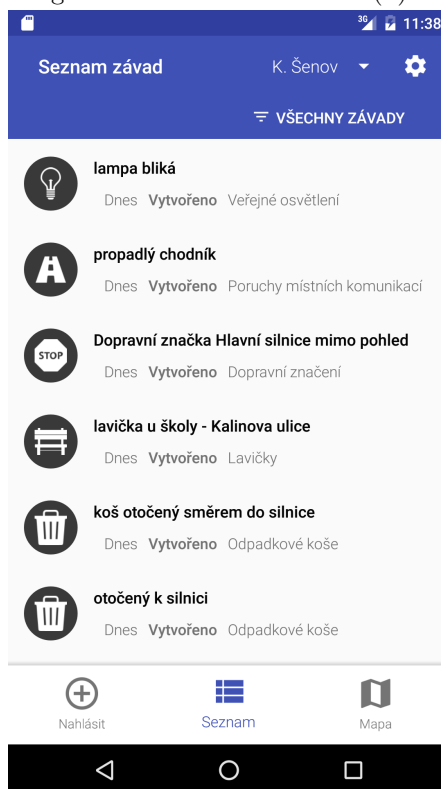 3G 11:38
Seznam závad K. Šenov
VŠECHNY ZÁVADY
lampa bliká
Dnes Vytvořeno Veřejné osvětlení
propadlý chodník
Dnes Vytvořeno Poruchy místních komunikací
Dopravní značka Hlavní silnice mimo pohled
STOP
Dnes Vytvořeno Dopravní značení
lavička u školy - Kalinova ulice
Dnes Vytvořeno Lavičky
koš otočený směrem do silnice
Dnes Vytvořeno Odpadkové koše
otočený k silnici
Dnes Vytvořeno Odpadkové koše
Nahlásit Seznam Mapa